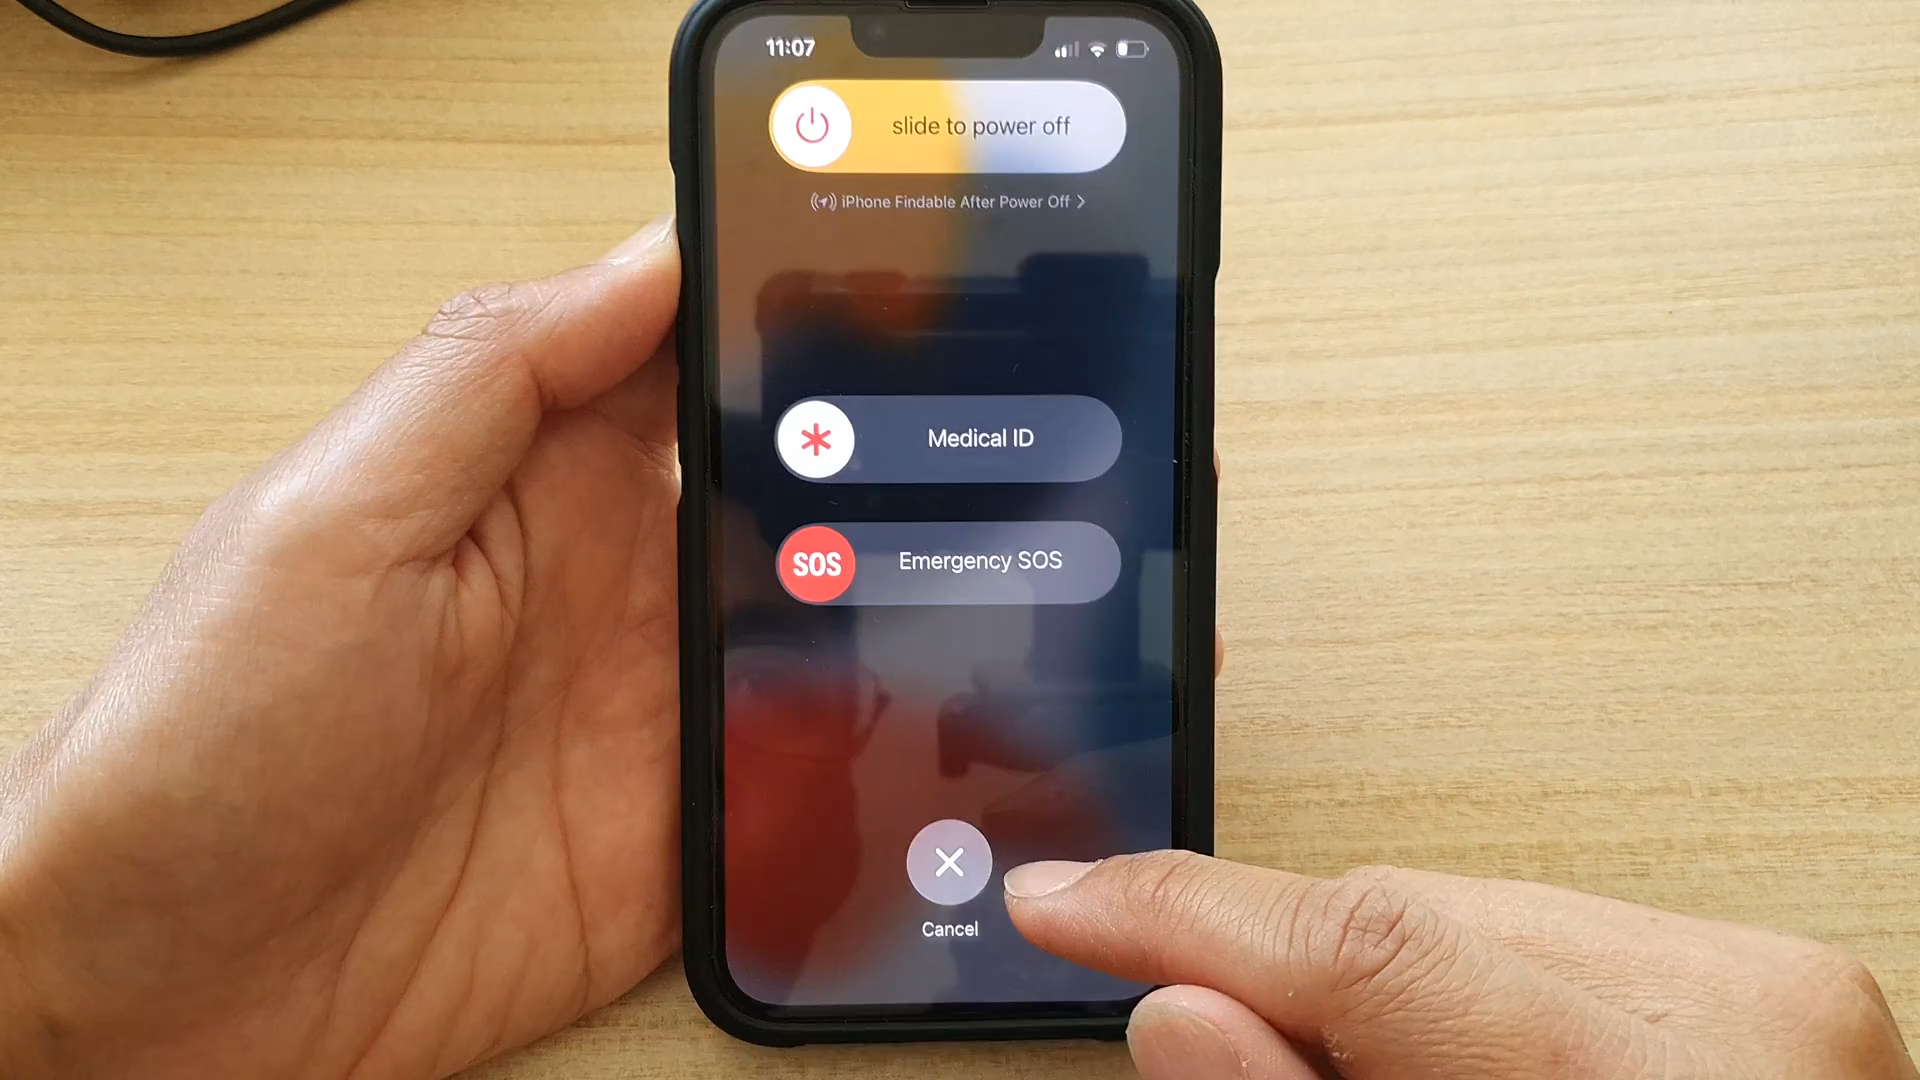 11:07
slide to power off
iPhone Findable After Power Off
Medical ID
SOS
Emergency SOS
Cancel